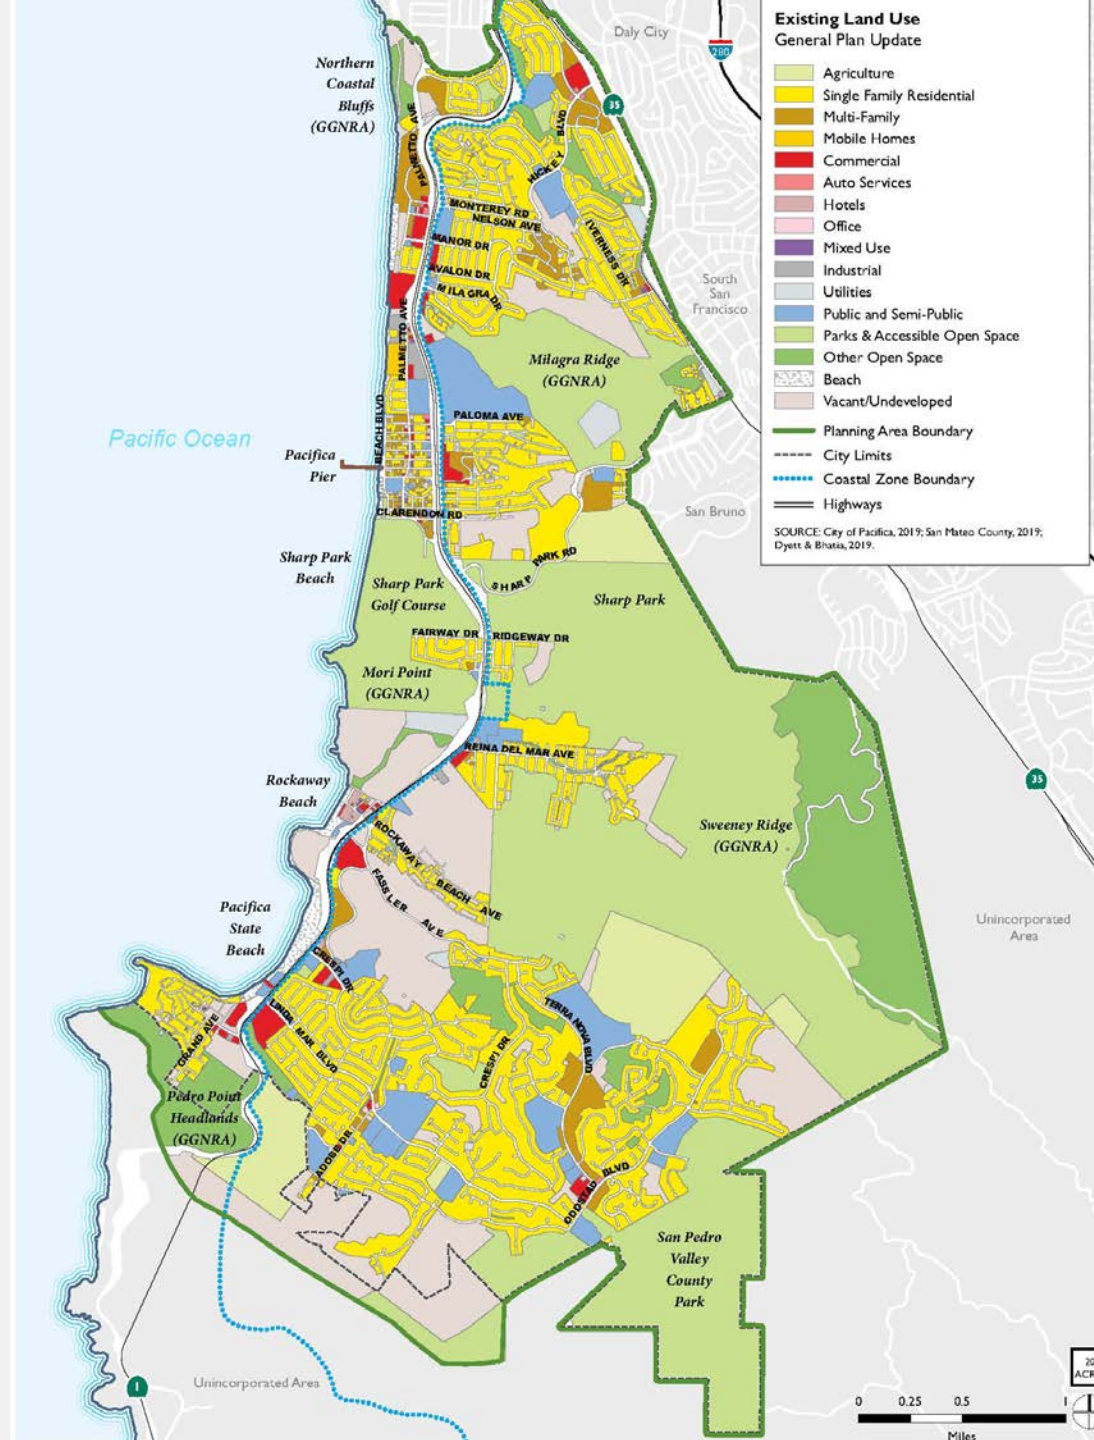 Existing Land Use
General Plan Update
Agriculture
Single Family Residential
Multi-Family
Mobile Homes
Commercial
Auto Services
Hotels
Office
Mixed Use
Industrial
Utilities
Public and Semi-Public
Parks & Accessible Open Space
Other Open Space
Beach
Vacant/Undeveloped
Planning Area Boundary
City Limits
Coastal Zone Boundary
Highways
SOURCE: City of Pacifica, 2019; San Mateo County, 2019;
Dyett & Bhatia, 2019.
Daly City
280
35
Northern
Coastal
Bluffs
(GGNRA)
PALMETTO AVE
HICKEY BLVD
MONTEREY RD
NELSON AVE
MANOR DR
IVERNESS DR
AVALON DR
MILAGRA DR
South
San
Francisco
PALMETTO AVE
Milagra Ridge
(GGNRA)
BEACH BLVD
PALOMA AVE
Pacific Ocean
Pacifica
Pier
CLARENDON RD
San Bruno
Sharp Park
Beach
SHARP PARK RD
Sharp Park
Golf Course
Sharp Park
FAIRWAY DR
RIDGEWAY DR
Mori Point
(GGNRA)
REINA DEL MAR AVE
Rockaway
Beach
35
ROCKAWAY BEACH AVE
Sweeney Ridge
(GGNRA)
FASSLER AVE
Pacifica
State
Beach
Unincorporated
Area
CRESPI DR
LINDA MAR BLVD
TERRA NOVA BLVD
GRAND AVE
CRESPI DR
Pedro Point
Headlands
(GGNRA)
ADOBE DR
ODDSTAD BLVD
San Pedro
Valley
County
Park
1
Unincorporated Area
20
ACR
0 0.25 0.5 1
Miles